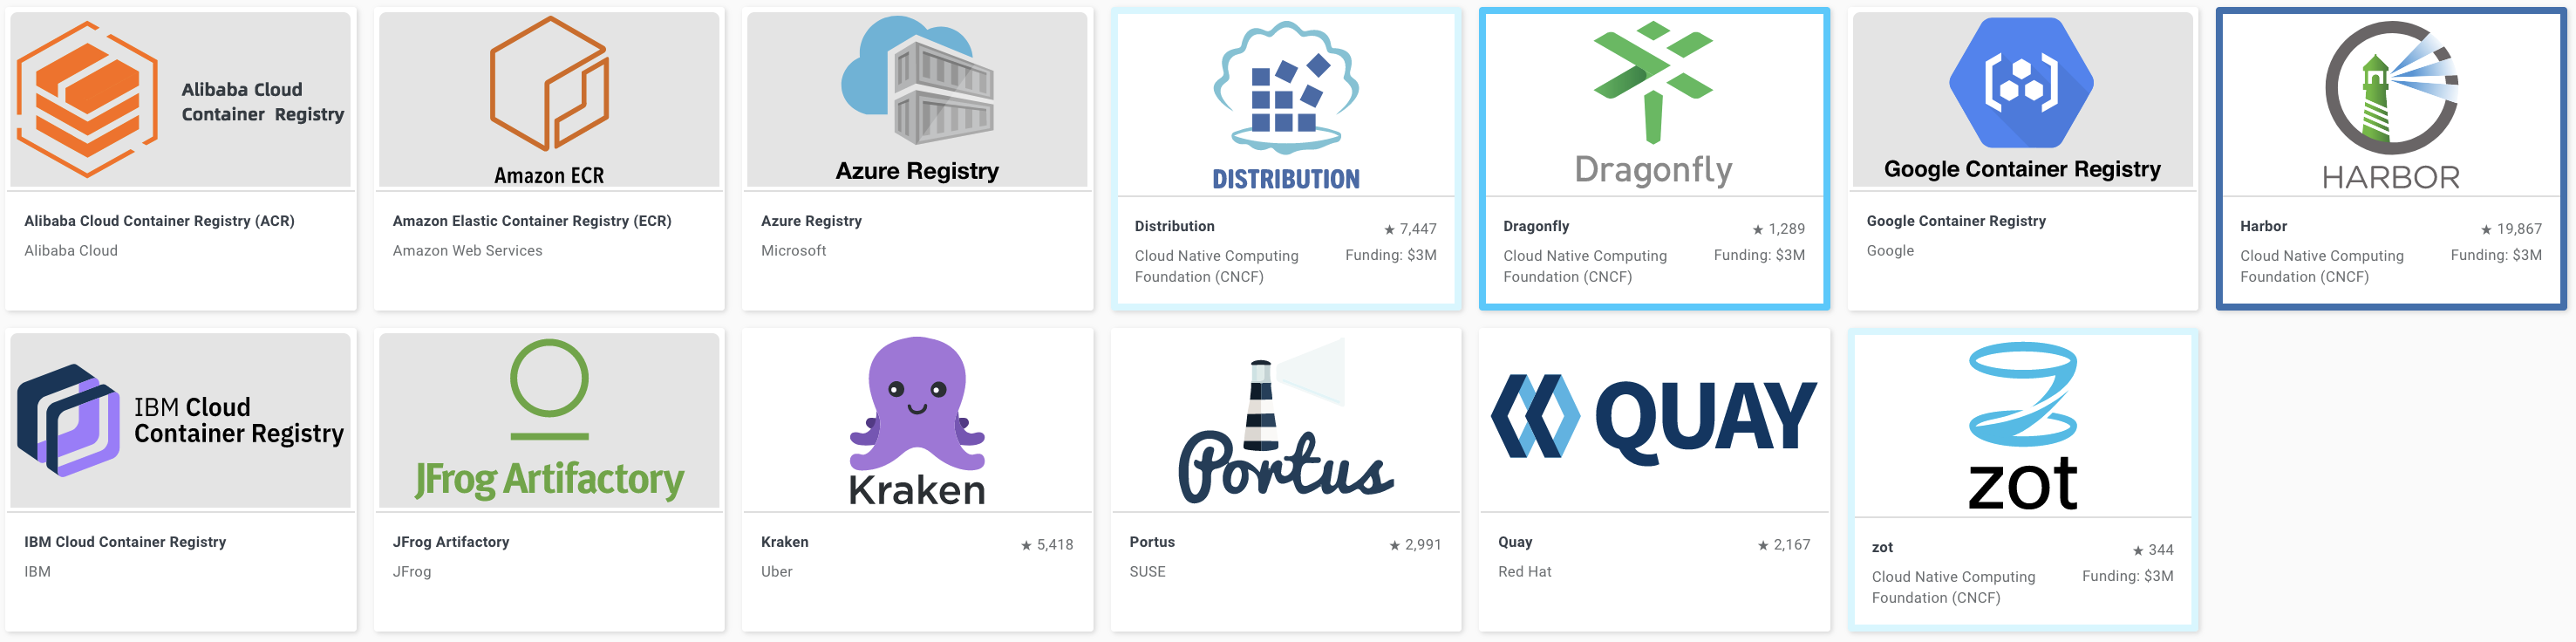 Alibaba Cloud
Container Registry
Alibaba Cloud Container Registry (ACR)
Alibaba Cloud
Amazon ECR
Amazon Elastic Container Registry (ECR)
Amazon Web Services
Azure Registry
Azure Registry
Microsoft
DISTRIBUTION
Distribution
★ 7,447
Cloud Native Computing
Foundation (CNCF)
Funding: $3M
Dragonfly
Dragonfly
★ 1,289
Cloud Native Computing
Foundation (CNCF)
Funding: $3M
Google Container Registry
Google Container Registry
Google
HARBOR
Harbor
★ 19,867
Cloud Native Computing
Foundation (CNCF)
Funding: $3M
IBM Cloud
Container Registry
IBM Cloud Container Registry
IBM
JFrog Artifactory
JFrog Artifactory
JFrog
Kraken
Kraken
★ 5,418
Uber
Portus
Portus
★ 2,991
SUSE
QUAY
Quay
★ 2,167
Red Hat
zot
zot
★ 344
Cloud Native Computing
Foundation (CNCF)
Funding: $3M